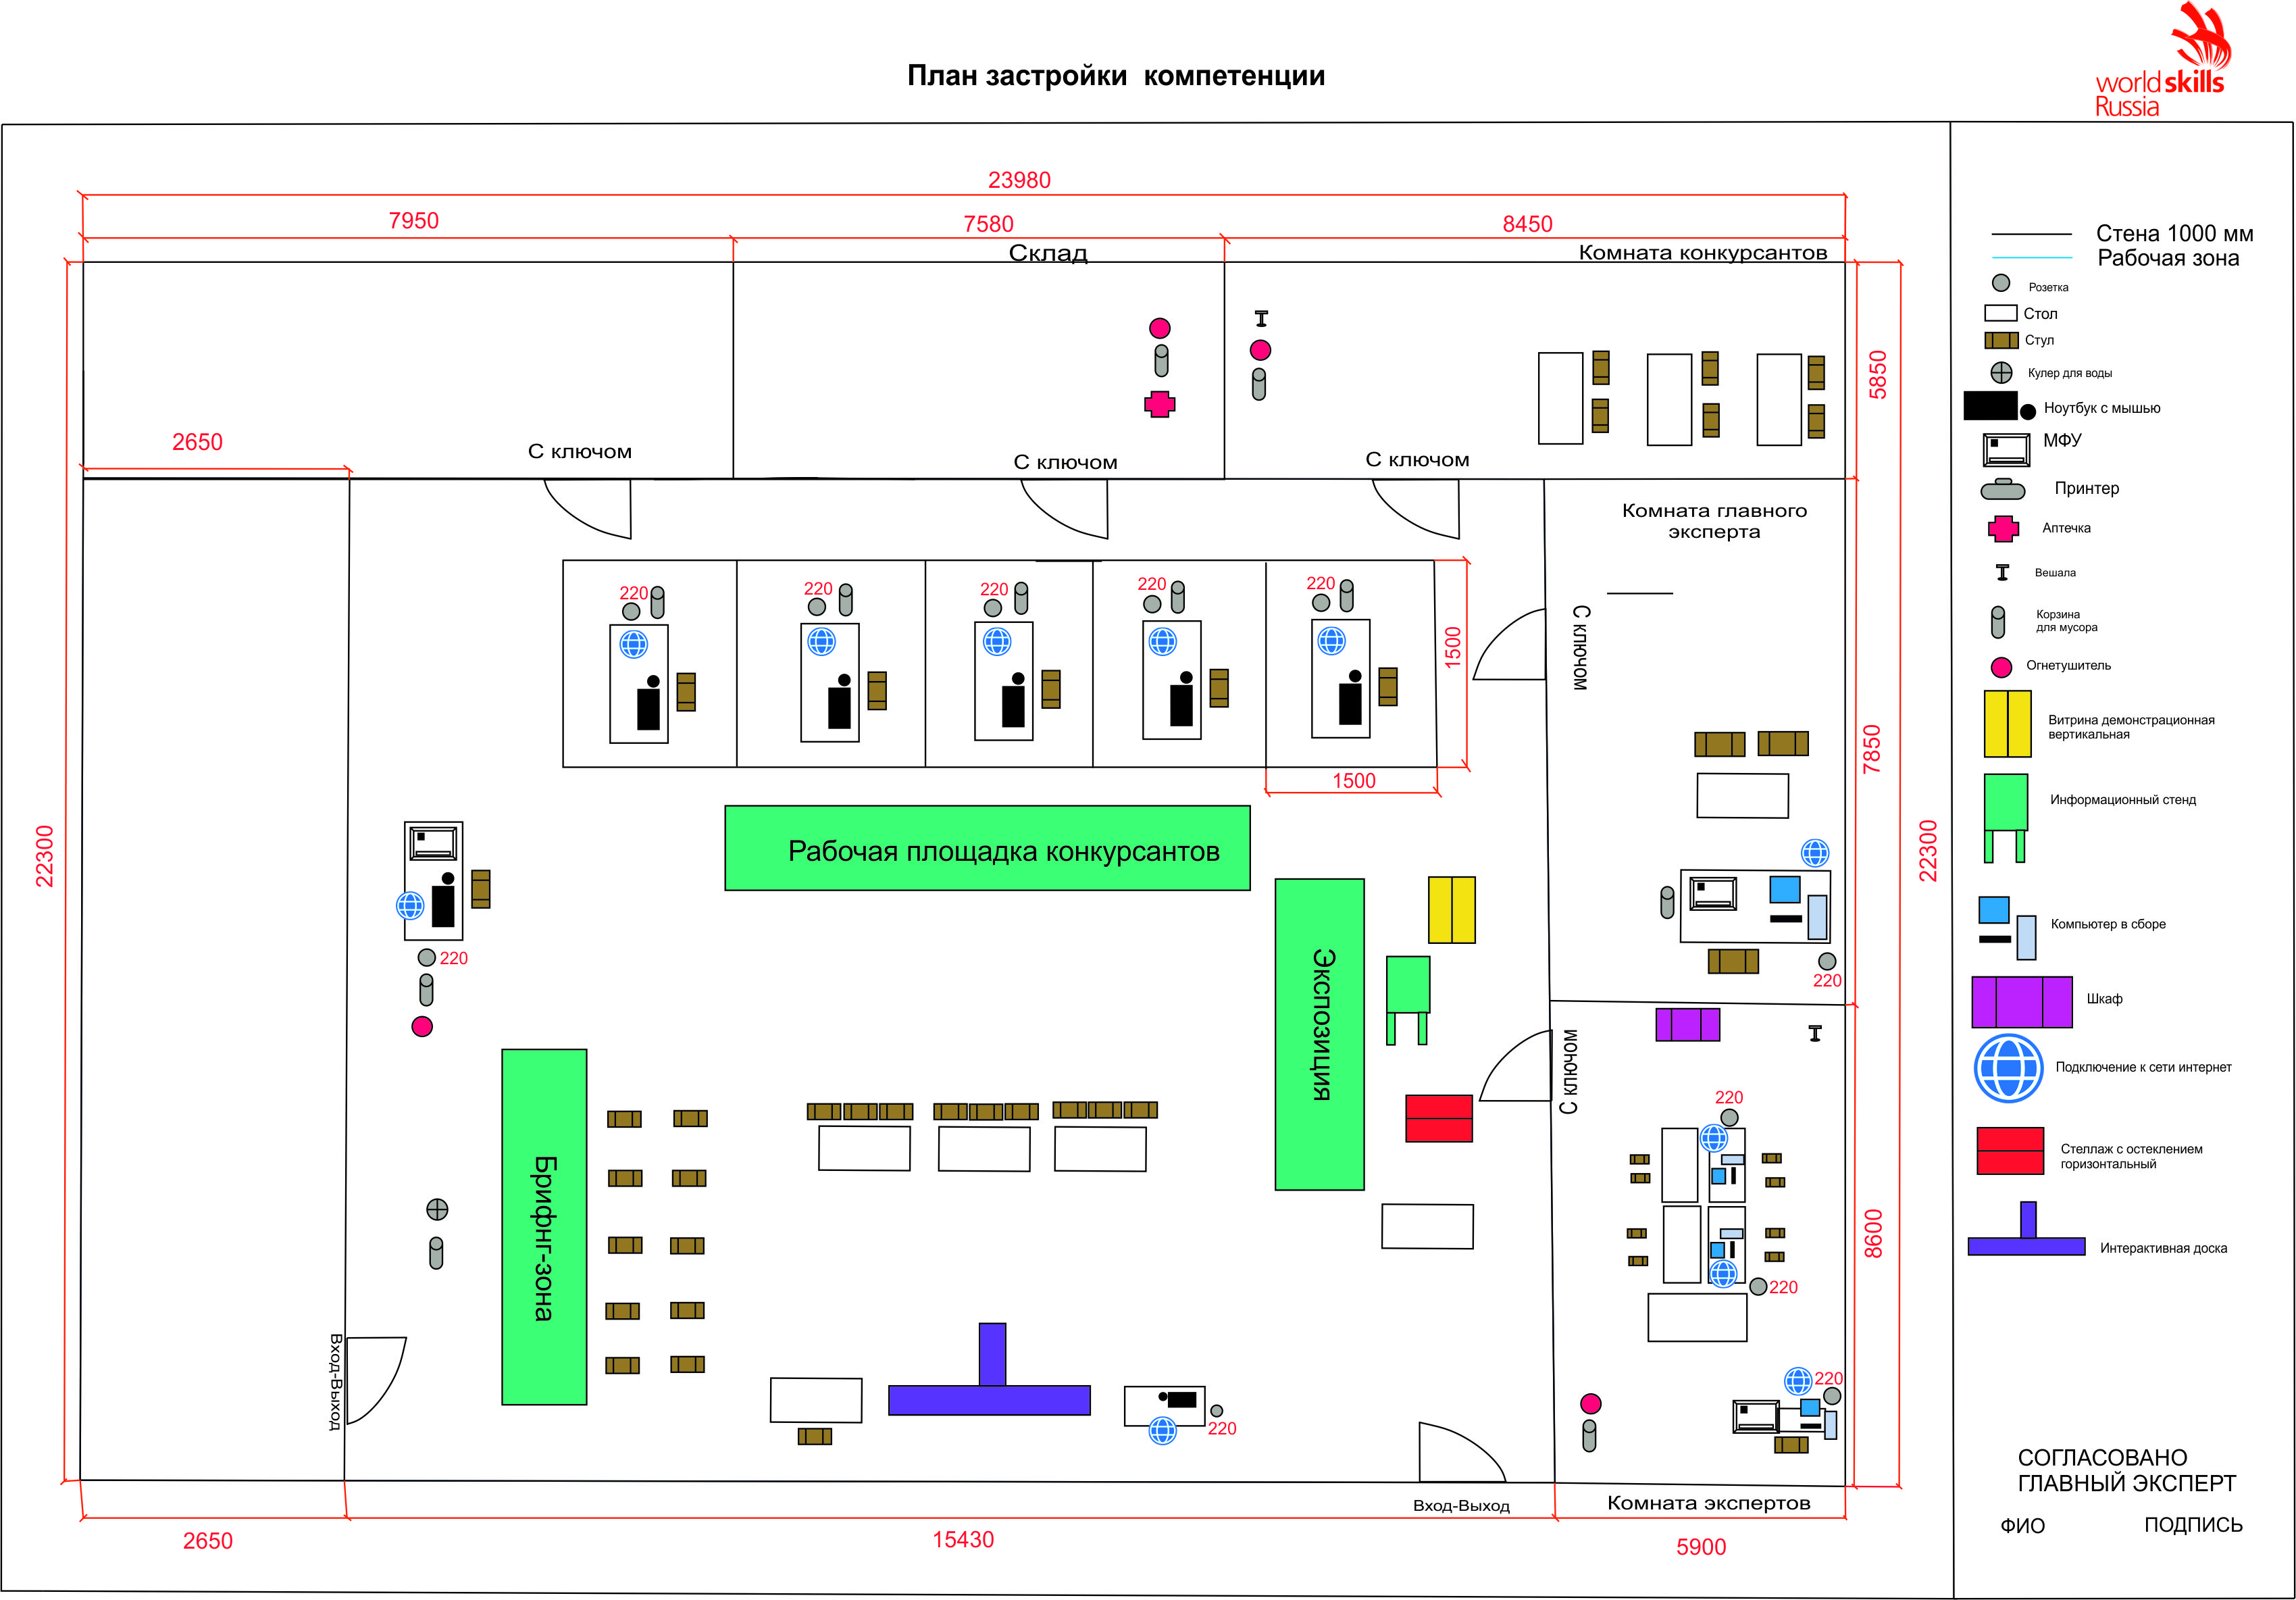 План застройки  компетенции
world skills
Russia
23980
7950
7580
8450
Склад
Комната конкурсантов
5850
2650
С ключом
С ключом
С ключом
Комната главного
эксперта
220
220
220
220
220
1500
С ключом
1500
7850
22300
22300
Рабочая площадка конкурсантов
220
Экспозиция
220
С ключом
220
Брифнг-зона
8600
220
Вход-Выход
220
220
Вход-Выход
Комната экспертов
2650
15430
5900
Стена 1000 мм
Рабочая зона
Розетка
Стол
Стул
Кулер для воды
Ноутбук с мышью
МФУ
Принтер
Аптечка
Вешала
Корзина
для мусора
Огнетушитель
Витрина демонстрационная
вертикальная
Информационный стенд
Компьютер в сборе
Шкаф
Подключение к сети интернет
Стеллаж с остеклением
горизонтальный
Интерактивная доска
СОГЛАСОВАНО
ГЛАВНЫЙ ЭКСПЕРТ
ФИО ПОДПИСЬ